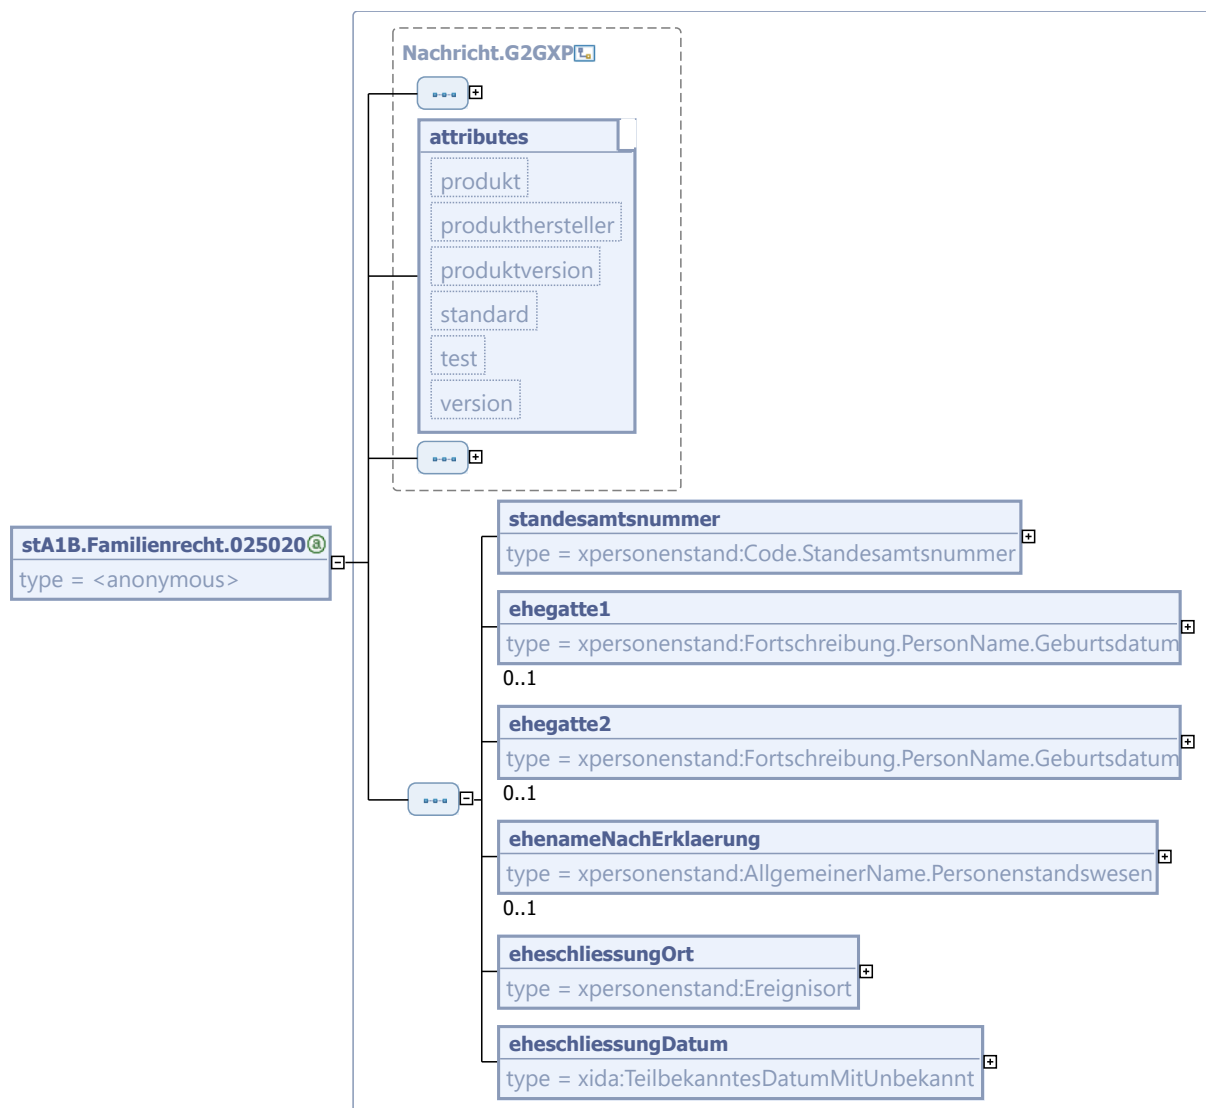 Nachricht.G2GXP
attributes
produkt
produkthersteller
produktversion
standard
test
version
stA1B.Familienrecht.025020
type = <anonymous>
standesamtsnummer
type = xpersonenstand:Code.Standesamtsnummer
ehegatte1
type = xpersonenstand:Fortschreibung.PersonName.Geburtsdatum
0..1
ehegatte2
type = xpersonenstand:Fortschreibung.PersonName.Geburtsdatum
0..1
ehenameNachErklaerung
type = xpersonenstand:AllgemeinerName.Personenstandswesen
0..1
eheschliessungOrt
type = xpersonenstand:Ereignisort
eheschliessungDatum
type = xida:TeilbekanntesDatumMitUnbekannt